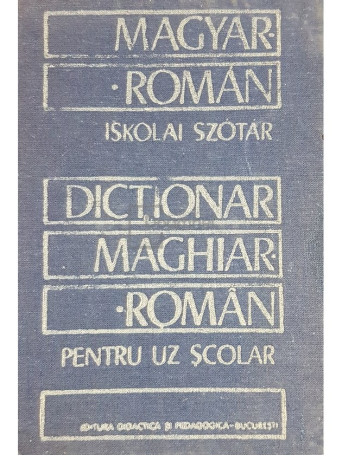 MAGYAR-
-ROMÁN
ISKOLAI SZÓTÁR
DICȚIONAR
MAGHIAR-
-ROMÂN
PENTRU UZ ȘCOLAR
EDITURA DIDACTICĂ ȘI PEDAGOGICĂ-BUCUREȘTI